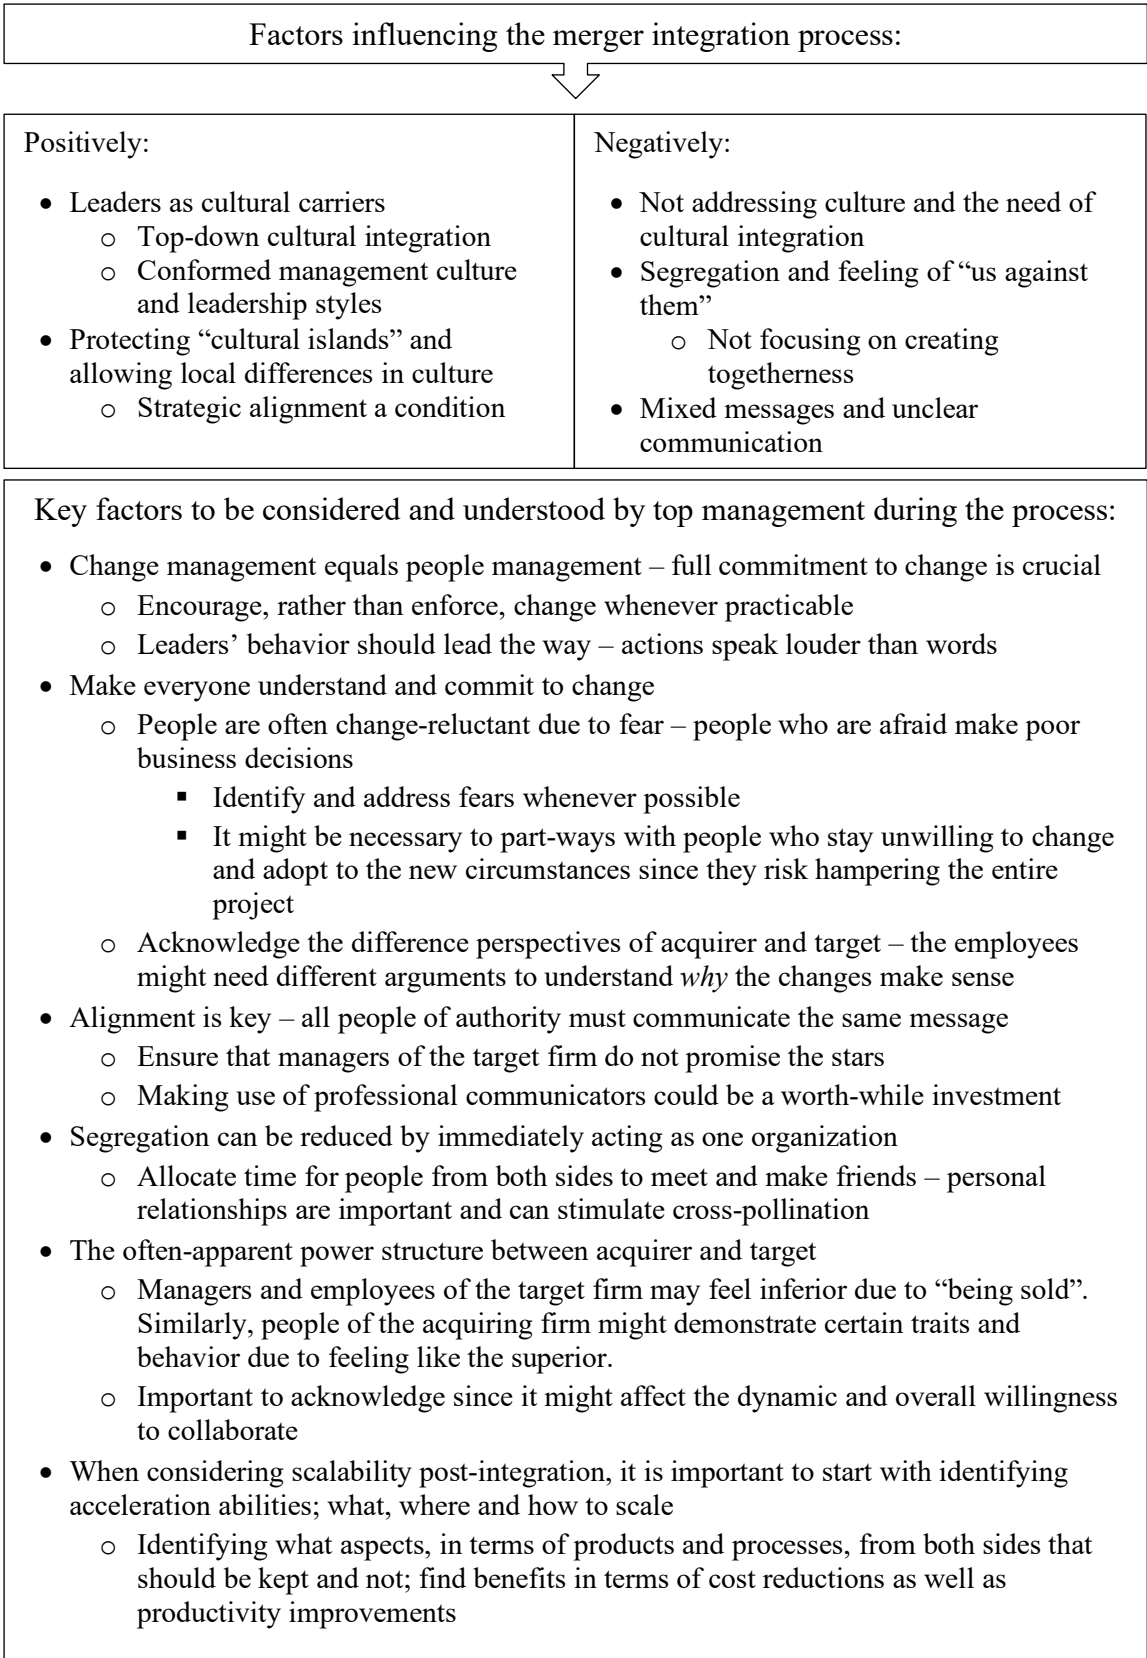 Factors influencing the merger integration process:
Positively:
• Leaders as cultural carriers
o Top-down cultural integration
o Conformed management culture
and leadership styles
• Protecting “cultural islands” and
allowing local differences in culture
o Strategic alignment a condition
Negatively:
• Not addressing culture and the need of
cultural integration
• Segregation and feeling of “us against
them”
o Not focusing on creating
togetherness
• Mixed messages and unclear
communication
Key factors to be considered and understood by top management during the process:
• Change management equals people management – full commitment to change is crucial
o Encourage, rather than enforce, change whenever practicable
o Leaders’ behavior should lead the way – actions speak louder than words
• Make everyone understand and commit to change
o People are often change-reluctant due to fear – people who are afraid make poor
business decisions
▪ Identify and address fears whenever possible
▪ It might be necessary to part-ways with people who stay unwilling to change
and adopt to the new circumstances since they risk hampering the entire
project
o Acknowledge the difference perspectives of acquirer and target – the employees
might need different arguments to understand why the changes make sense
• Alignment is key – all people of authority must communicate the same message
o Ensure that managers of the target firm do not promise the stars
o Making use of professional communicators could be a worth-while investment
• Segregation can be reduced by immediately acting as one organization
o Allocate time for people from both sides to meet and make friends – personal
relationships are important and can stimulate cross-pollination
• The often-apparent power structure between acquirer and target
o Managers and employees of the target firm may feel inferior due to “being sold”.
Similarly, people of the acquiring firm might demonstrate certain traits and
behavior due to feeling like the superior.
o Important to acknowledge since it might affect the dynamic and overall willingness
to collaborate
• When considering scalability post-integration, it is important to start with identifying
acceleration abilities; what, where and how to scale
o Identifying what aspects, in terms of products and processes, from both sides that
should be kept and not; find benefits in terms of cost reductions as well as
productivity improvements